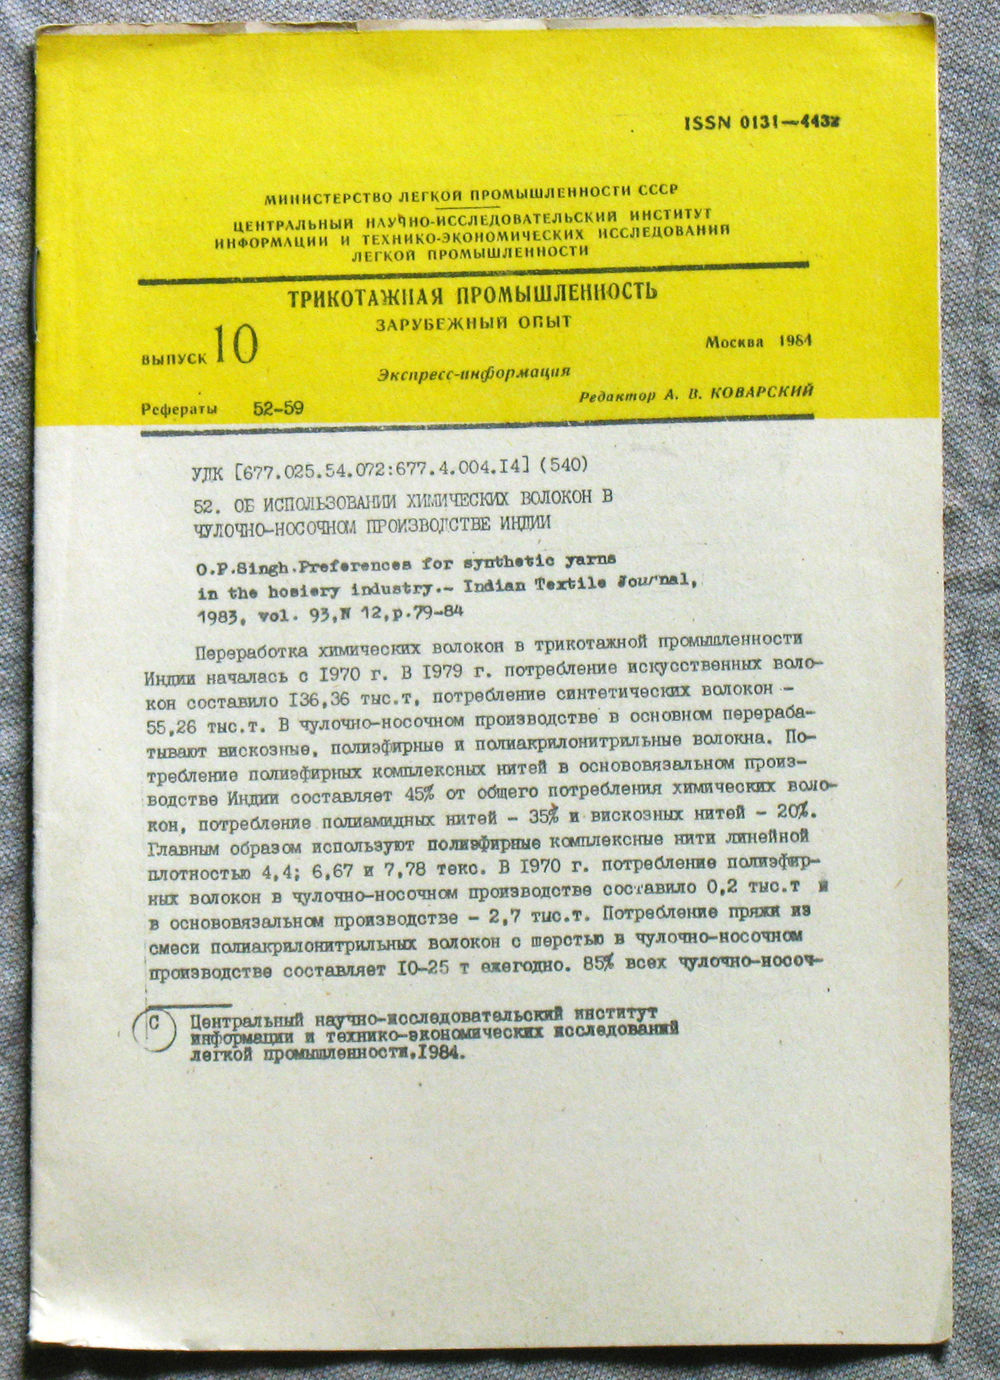 ISSN 0131—4432
МИНИСТЕРСТВО ЛЕГКОЙ ПРОМЫШЛЕННОСТИ СССР
ЦЕНТРАЛЬНЫЙ НАУЧНО-ИССЛЕДОВАТЕЛЬСКИЙ ИНСТИТУТ
ИНФОРМАЦИИ И ТЕХНИКО-ЭКОНОМИЧЕСКИХ ИССЛЕДОВАНИЙ
ЛЕГКОЙ ПРОМЫШЛЕННОСТИ
ТРИКОТАЖНАЯ ПРОМЫШЛЕННОСТЬ
ЗАРУБЕЖНЫЙ ОПЫТ
ВЫПУСК 10
Москва 1984
Экспресс-информация
Редактор А. В. КОВАРСКИЙ
Рефераты 52-59
УДК [677.025.54.072:677.4.004.I4] (540)
52. ОБ ИСПОЛЬЗОВАНИИ ХИМИЧЕСКИХ ВОЛОКОН В
ЧУЛОЧНО-НОСОЧНОМ ПРОИЗВОДСТВЕ ИНДИИ
O.P.Singh.Preferences for synthetic yarns
in the hosiery industry.- Indian Textile Journal,
1983, vol. 93,N 12,p.79-84
Переработка химических волокон в трикотажной промышленности
Индии началась с I970 г. В I979 г. потребление искусственных воло-
кон составило I36,36 тыс.т, потребление синтетических волокон -
55,26 тыс.т. В чулочно-носочном производстве в основном перераба-
тывают вискозные, полиэфирные и полиакрилонитрильные волокна. По-
требление полиэфирных комплексных нитей в основовязальном произ-
водстве Индии составляет 45% от общего потребления химических воло-
кон, потребление полиамидных нитей - 35% и вискозных нитей - 20%.
Главным образом используют полиэфирные комплексные нити линейной
плотностью 4,4; 6,67 и 7,78 текс. В I970 г. потребление полиэфир-
ных волокон в чулочно-носочном производстве составило 0,2 тыс.т и
в основовязальном производстве - 2,7 тыс.т. Потребление пряжи из
смеси полиакрилонитрильных волокон с шерстью в чулочно-носочном
производстве составляет I0-25 т ежегодно. 85% всех чулочно-носоч-
© Центральный научно-исследовательский институт
информации и технико-экономических исследований
легкой промышленности,1984.